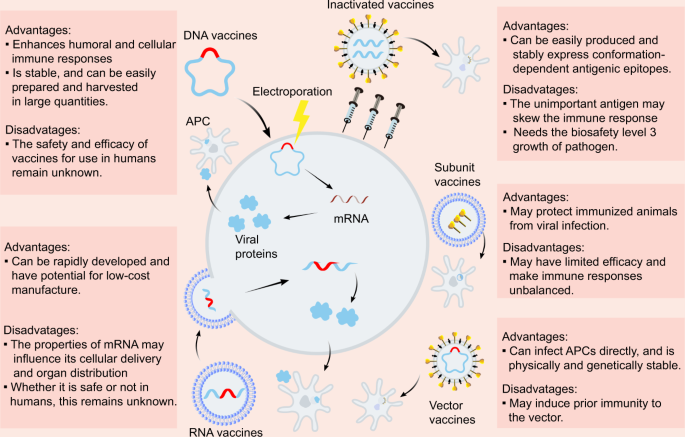 Advantages:
▪ Enhances humoral and cellular
immune responses
▪ Is stable, and can be easily
prepared and harvested
in large quantities.
Disadvatages:
▪ The safety and efficacy of
vaccines for use in humans
remain unknown.
DNA vaccines
Inactivated vaccines
Electroporation
APC
mRNA
Viral
proteins
Advantages:
▪ Can be easily produced and
stably express conformation-
dependent antigenic epitopes.
Disadvatages:
▪ The unimportant antigen may
skew the immune response
▪ Needs the biosafety level 3
growth of pathogen.
Subunit
vaccines
Advantages:
▪ May protect immunized animals
from viral infection.
Disadvatages:
▪ May have limited efficacy and
make immune responses
unbalanced.
Advantages:
▪ Can be rapidly developed and
have potential for low-cost
manufacture.
Disadvatages:
▪ The properties of mRNA may
influence its cellular delivery
and organ distribution
▪ Whether it is safe or not in
humans, this remains unknown.
RNA vaccines
Vector
vaccines
Advantages:
▪ Can infect APCs directly, and is
physically and genetically stable.
Disadvatages:
▪ May induce prior immunity to
the vector.